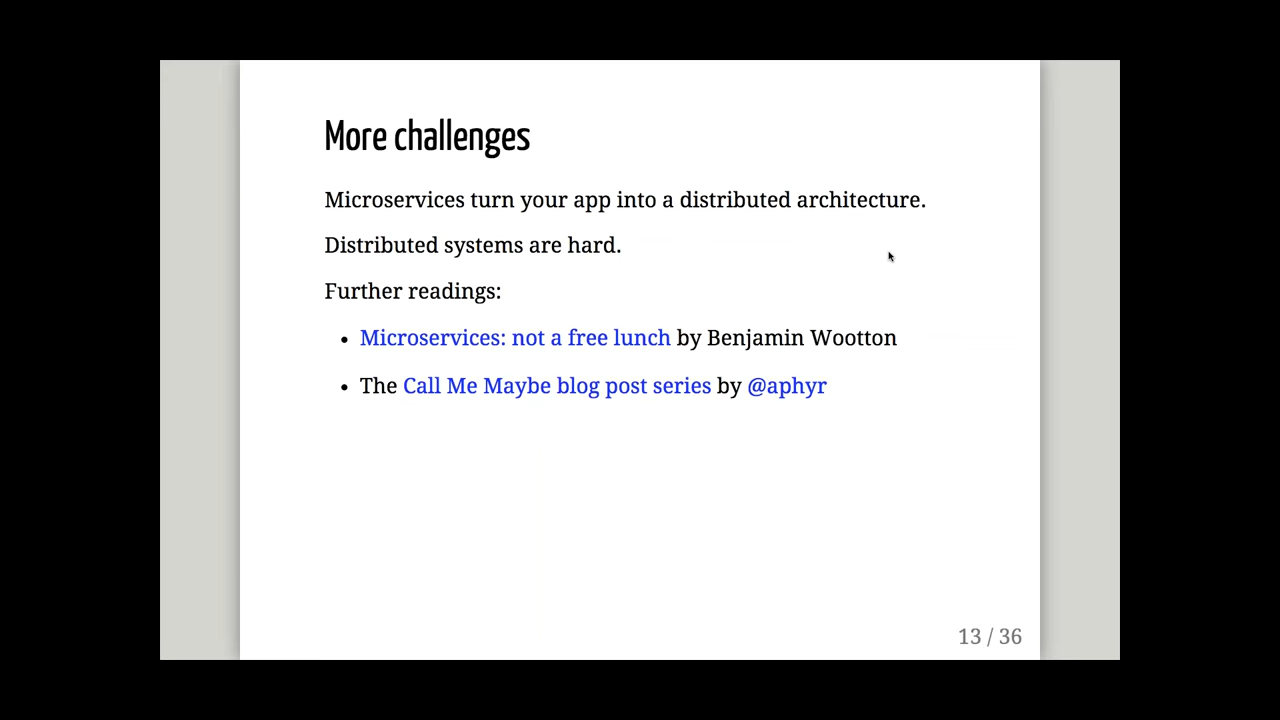 More challenges
Microservices turn your app into a distributed architecture.
Distributed systems are hard.
Further readings:
• Microservices: not a free lunch by Benjamin Wootton
• The Call Me Maybe blog post series by @aphyr
13 / 36